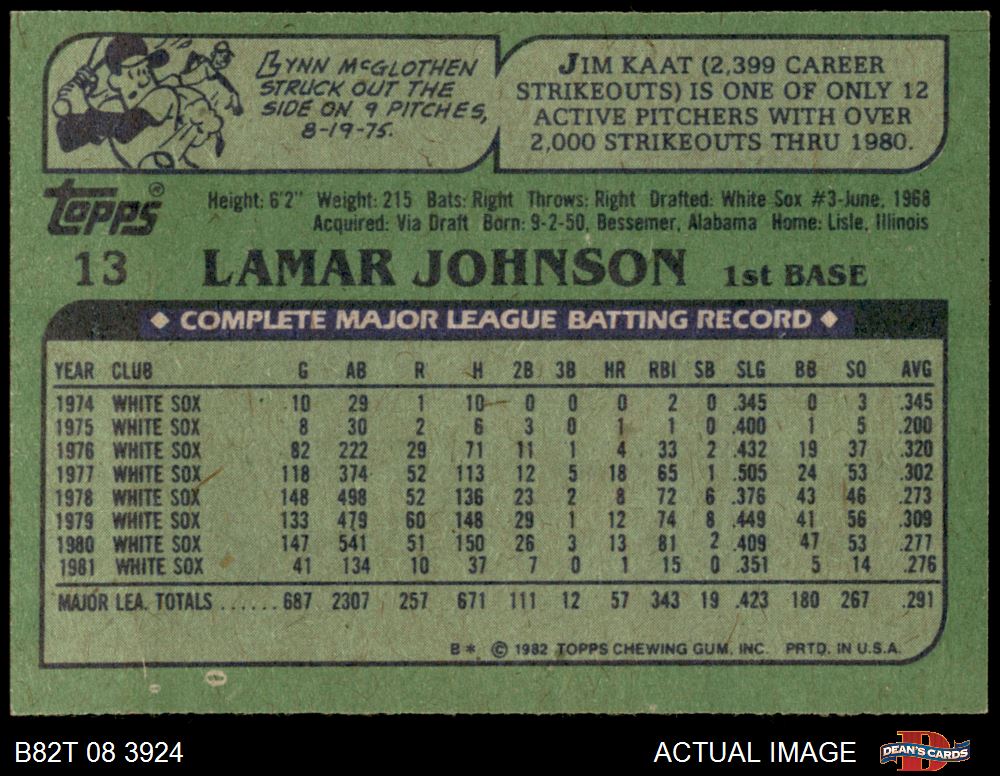 LYNN MCGLOTHEN
STRUCK OUT THE
SIDE ON 9 PITCHES,
8-19-75.
JIM KAAT (2,399 CAREER
STRIKEOUTS) IS ONE OF ONLY 12
ACTIVE PITCHERS WITH OVER
2,000 STRIKEOUTS THRU 1980.
Topps®
Height: 6'2" Weight: 215 Bats: Right Throws: Right Drafted: White Sox #3-June, 1968
Acquired: Via Draft Born: 9-2-50, Bessemer, Alabama Home: Lisle, Illinois
13 LAMAR JOHNSON 1st BASE
◆ COMPLETE MAJOR LEAGUE BATTING RECORD ◆
YEAR CLUB G AB R H 2B 3B HR RBI SB SLG BB SO AVG
1974 WHITE SOX 10 29 1 10 0 0 0 2 0 .345 0 3 .345
1975 WHITE SOX 8 30 2 6 3 0 1 1 0 .400 1 5 .200
1976 WHITE SOX 82 222 29 71 11 1 4 33 2 .432 19 37 .320
1977 WHITE SOX 118 374 52 113 12 5 18 65 1 .505 24 53 .302
1978 WHITE SOX 148 498 52 136 23 2 8 72 6 .376 43 46 .273
1979 WHITE SOX 133 479 60 148 29 1 12 74 8 .449 41 56 .309
1980 WHITE SOX 147 541 51 150 26 3 13 81 2 .409 47 53 .277
1981 WHITE SOX 41 134 10 37 7 0 1 15 0 .351 5 14 .276
MAJOR LEA. TOTALS ...... 687 2307 257 671 111 12 57 343 19 .423 180 267 .291
B* © 1982 TOPPS CHEWING GUM, INC. PRTD. IN U.S.A.
B82T 08 3924 ACTUAL IMAGE DEAN'S CARDS